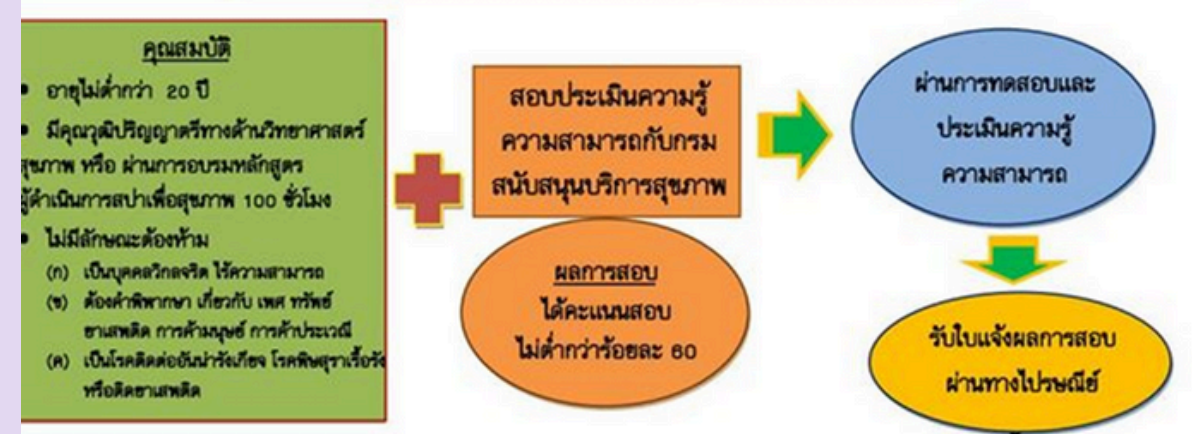 คุณสมบัติ
• อายุไม่ต่ำกว่า 20 ปี
• มีคุณวุฒิปริญญาตรีทางด้านวิทยาศาสตร์
สุขภาพ หรือ ผ่านการอบรมหลักสูตร
ผู้ดำเนินการสปาเพื่อสุขภาพ 100 ชั่วโมง
• ไม่มีลักษณะต้องห้าม
(ก) เป็นบุคคลวิกลจริต ไร้ความสามารถ
(ข) ต้องคำพิพากษา เกี่ยวกับ เพศ ทรัพย์
ยาเสพติด การค้ามนุษย์ การค้าประเวณี
(ค) เป็นโรคติดต่ออันน่ารังเกียจ โรคพิษสุราเรื้อรัง
หรือติดยาเสพติด
สอบประเมินความรู้
ความสามารถกับกรม
สนับสนุนบริการสุขภาพ
ผลการสอบ
ได้คะแนนสอบ
ไม่ต่ำกว่าร้อยละ 60
ผ่านการทดสอบและ
ประเมินความรู้
ความสามารถ
รับใบแจ้งผลการสอบ
ผ่านทางไปรษณีย์